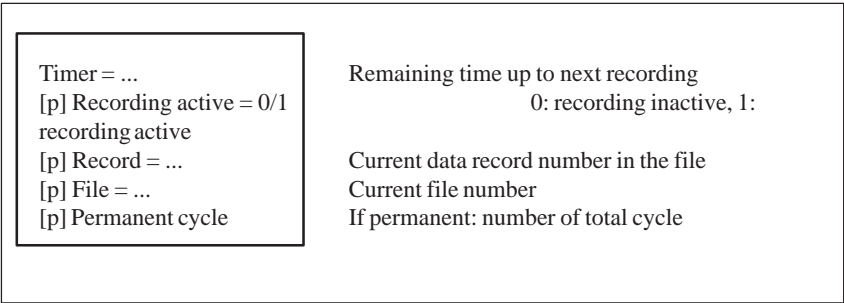 Timer = ... Remaining time up to next recording
[p] Recording active = 0/1 0: recording inactive, 1:
recording active
[p] Record = ... Current data record number in the file
[p] File = ... Current file number
[p] Permanent cycle If permanent: number of total cycle